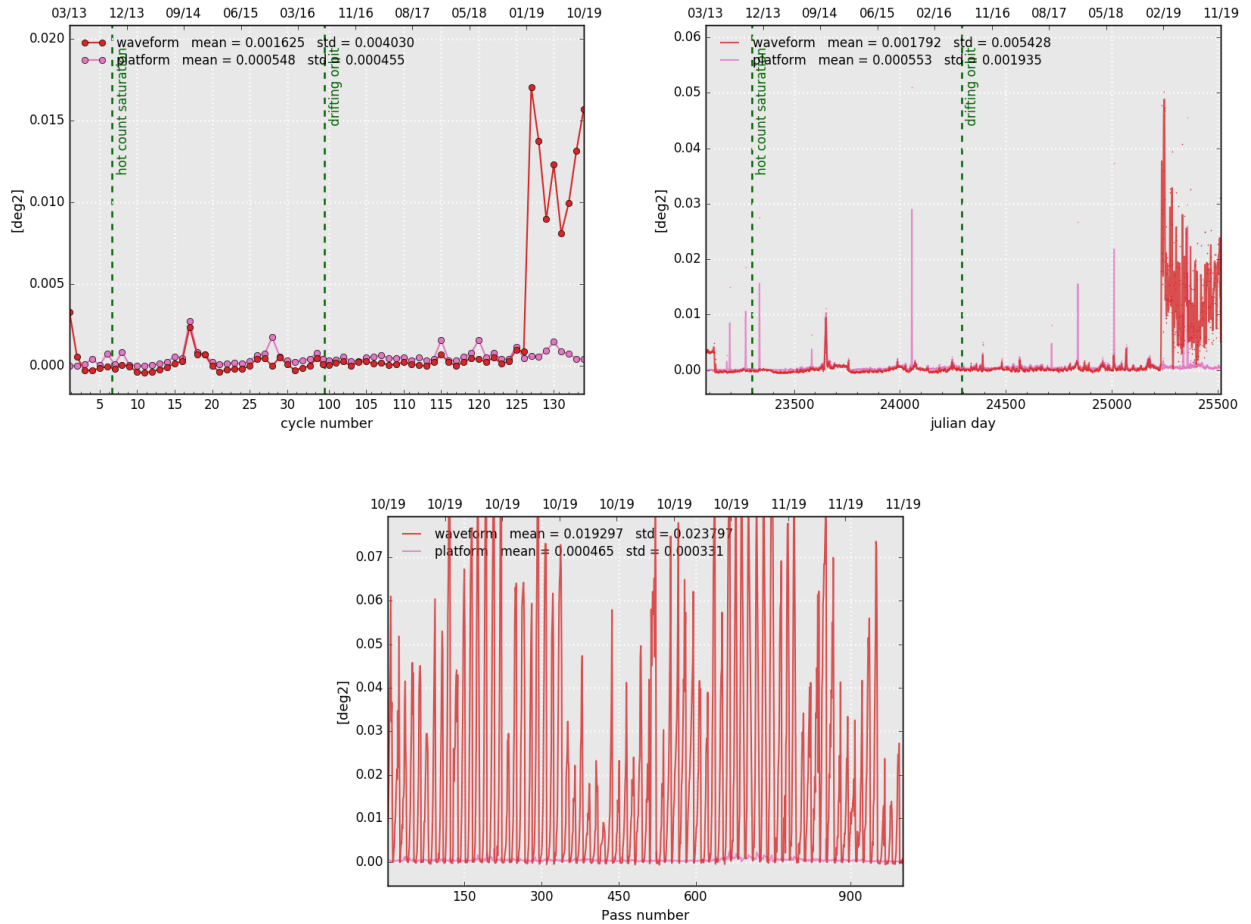 03/13 12/13 09/14 06/15 03/16 11/16 08/17 05/18 01/19 10/19
0.020
0.015
0.010
0.005
0.000
[deg2]
waveform mean = 0.001625 std = 0.004030
platform mean = 0.000548 std = 0.000455
hot count saturation
drifting orbit
5 10 15 20 25 30 100 105 110 115 120 125 130
cycle number
03/13 12/13 09/14 06/15 02/16 11/16 08/17 05/18 02/19 11/19
0.06
0.05
0.04
0.03
0.02
0.01
0.00
[deg2]
waveform mean = 0.001792 std = 0.005428
platform mean = 0.000553 std = 0.001935
hot count saturation
drifting orbit
23500 24000 24500 25000 25500
julian day
10/19 10/19 10/19 10/19 10/19 10/19 10/19 11/19 11/19 11/19
0.07
0.06
0.05
0.04
0.03
0.02
0.01
0.00
[deg2]
waveform mean = 0.019297 std = 0.023797
platform mean = 0.000465 std = 0.000331
150 300 450 600 900
Pass number